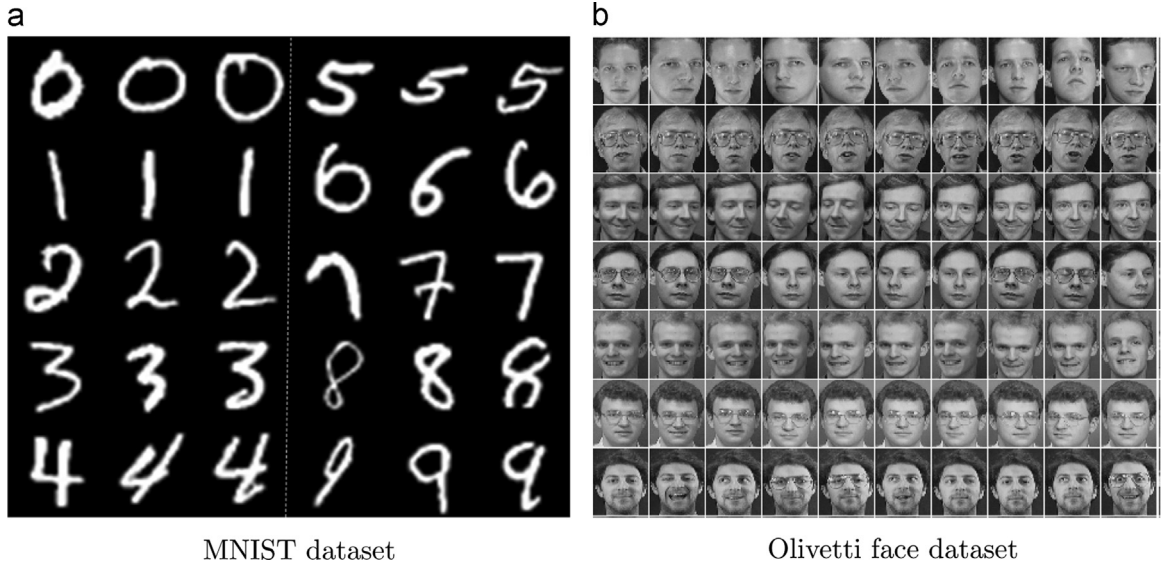 a
b
0 0 0 5 5 5
1 1 1 6 6 6
2 2 2 7 7 7
3 3 3 8 8 8
4 4 4 9 9 9
MNIST dataset
Olivetti face dataset